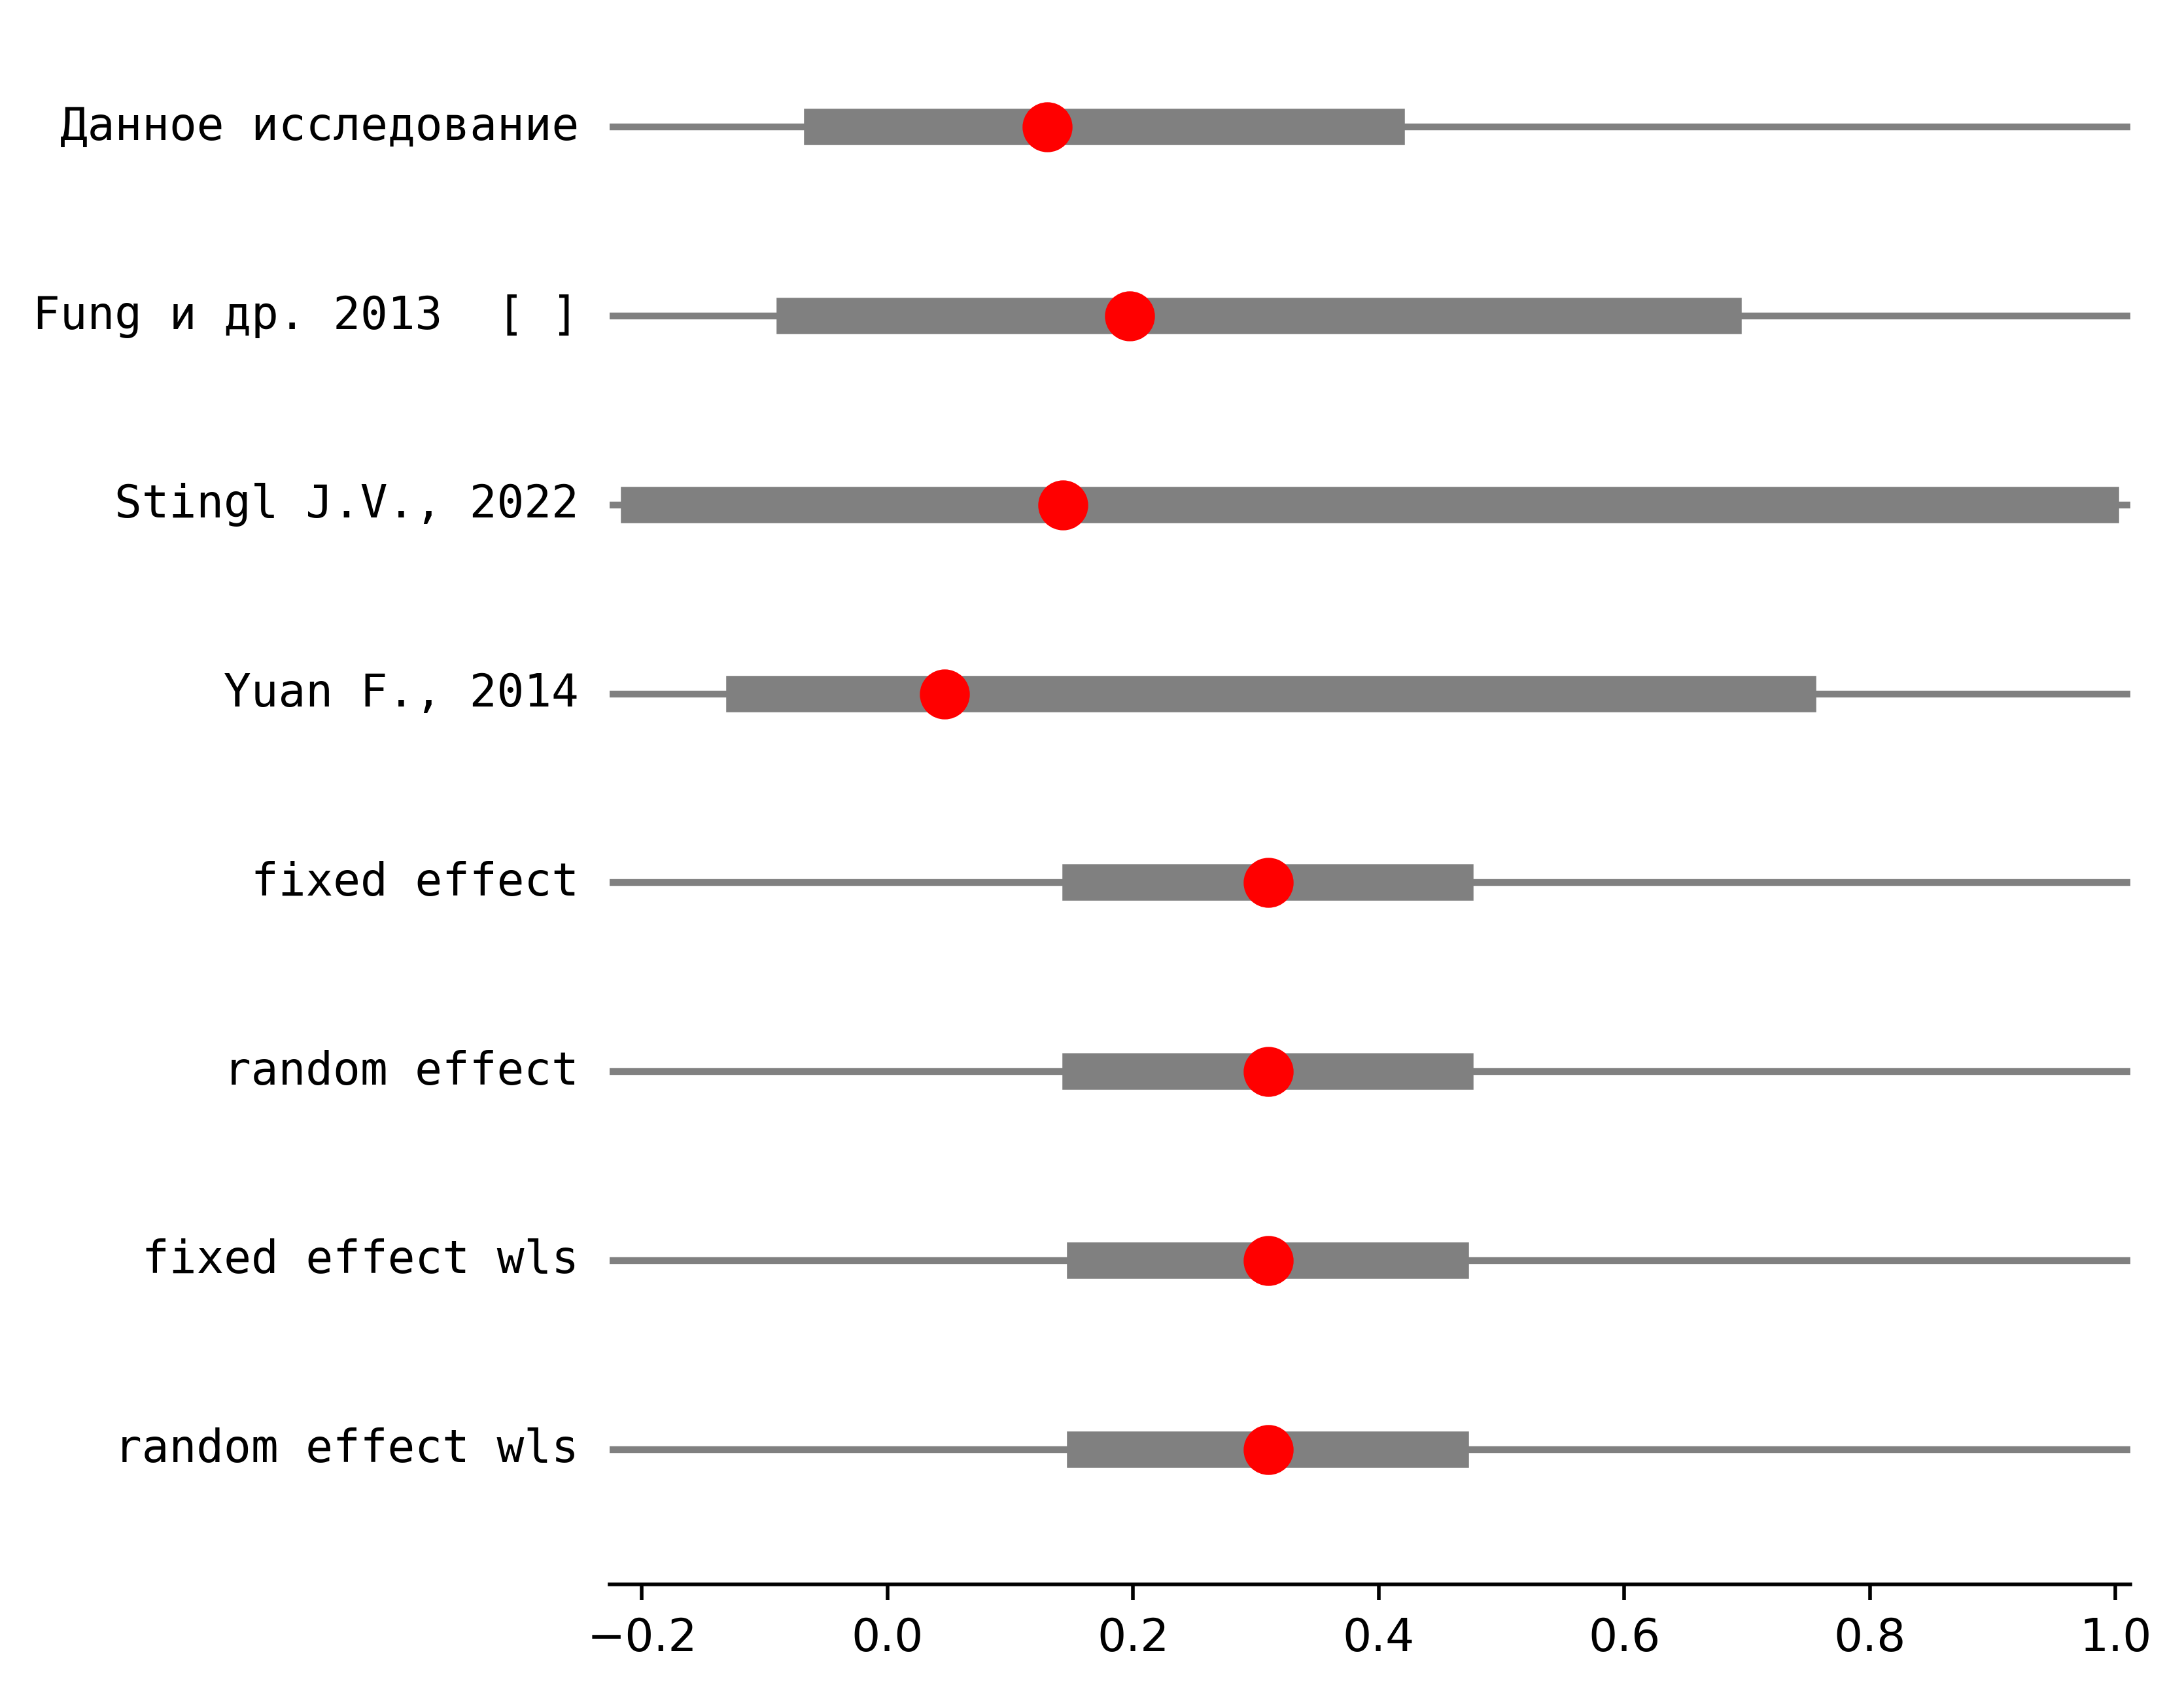 Данное исследование
Fung и др. 2013  [ ]
Stingl J.V., 2022
Yuan F., 2014
fixed effect
random effect
fixed effect wls
random effect wls
−0.2 0.0 0.2 0.4 0.6 0.8 1.0